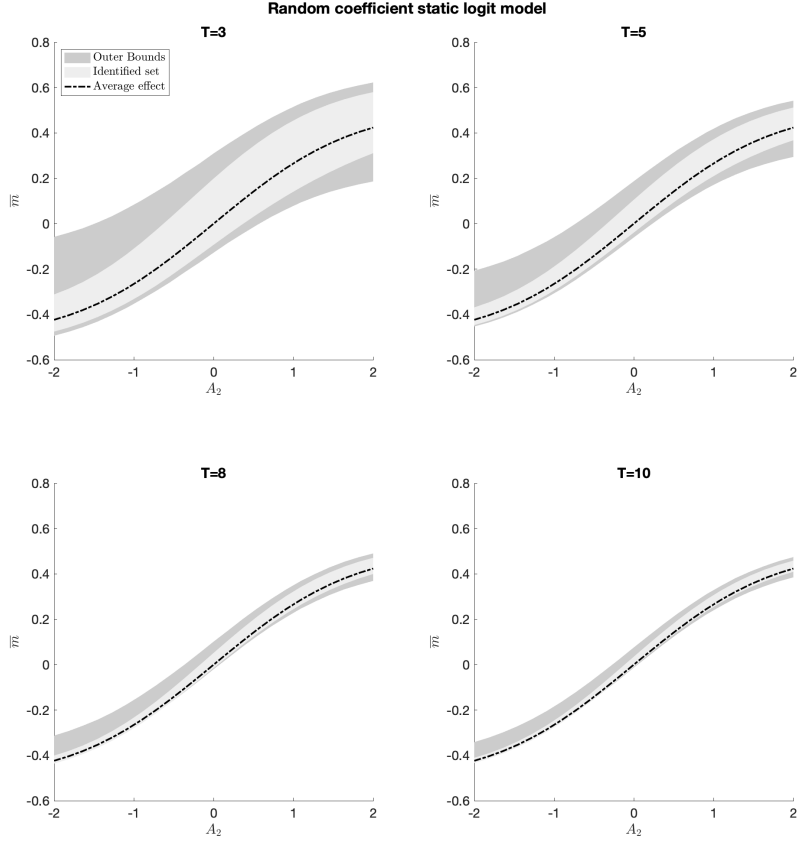 Random coefficient static logit model
T=3
0.8
0.6
0.4
0.2
0
-0.2
-0.4
-0.6
m̅
-2 -1 0 1 2
A₂
Outer Bounds
Identified set
Average effect
T=5
0.8
0.6
0.4
0.2
0
-0.2
-0.4
-0.6
m̅
-2 -1 0 1 2
A₂
T=8
0.8
0.6
0.4
0.2
0
-0.2
-0.4
-0.6
m̅
-2 -1 0 1 2
A₂
T=10
0.8
0.6
0.4
0.2
0
-0.2
-0.4
-0.6
m̅
-2 -1 0 1 2
A₂